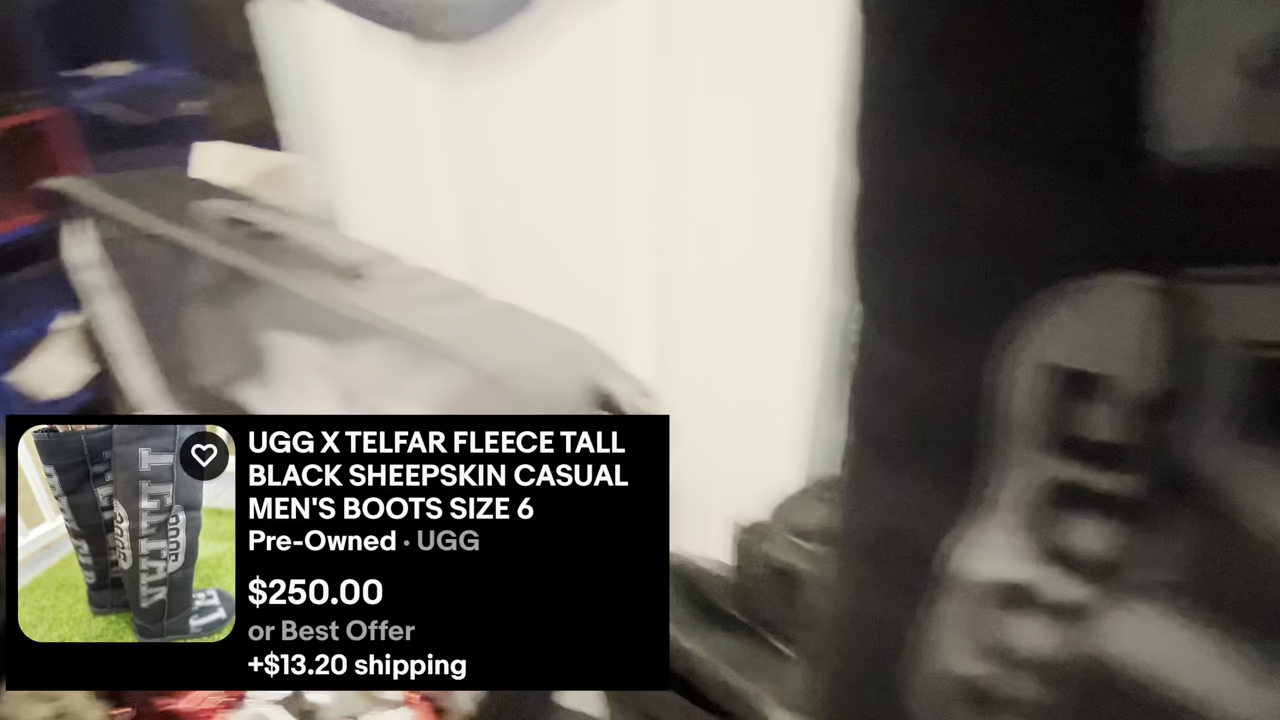 UGG X TELFAR FLEECE TALL
BLACK SHEEPSKIN CASUAL
MEN'S BOOTS SIZE 6
Pre-Owned · UGG
$250.00
or Best Offer
+$13.20 shipping